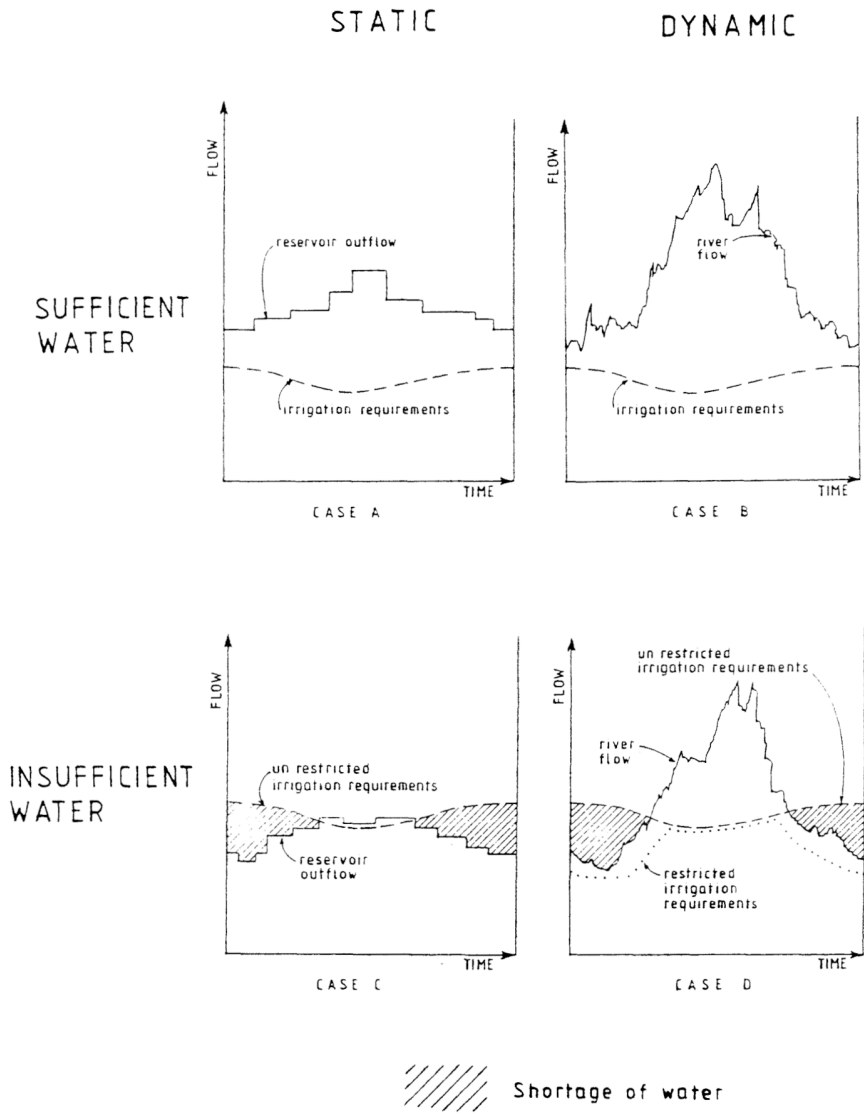 STATIC
DYNAMIC
SUFFICIENT
WATER
FLOW
reservoir outflow
irrigation requirements
TIME
CASE A
FLOW
river
flow
irrigation requirements
TIME
CASE B
INSUFFICIENT
WATER
FLOW
un restricted
irrigation requirements
reservoir
outflow
TIME
CASE C
FLOW
un restricted
irrigation requirements
river
flow
restricted
irrigation
requirements
TIME
CASE D
Shortage of water